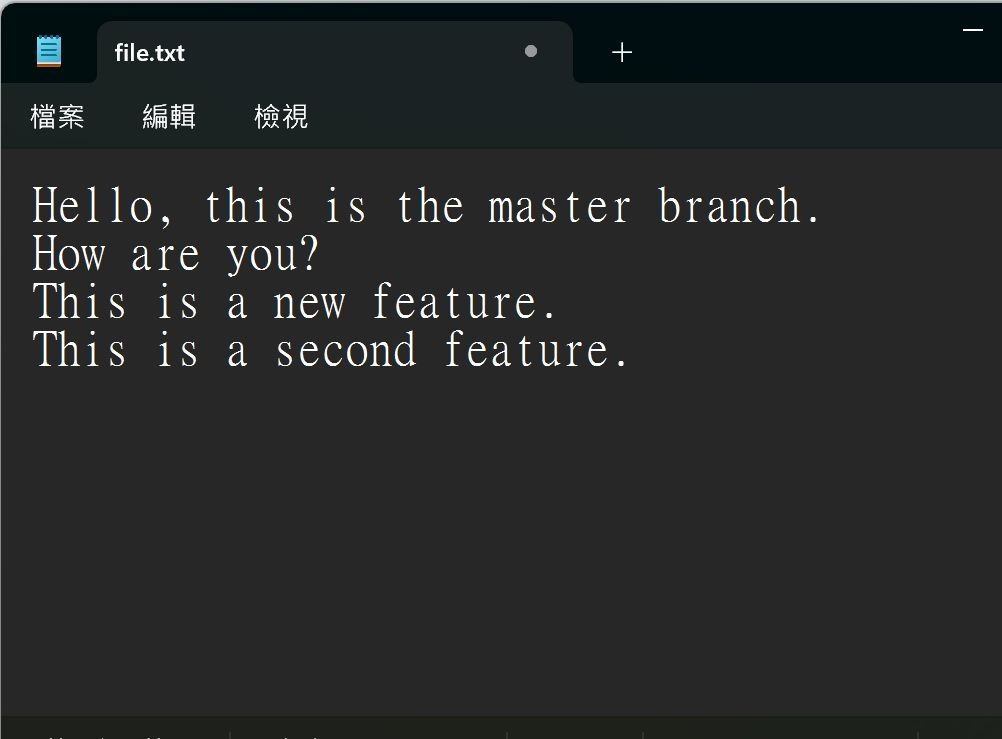 file.txt
檔案 編輯 檢視
Hello, this is the master branch.
How are you?
This is a new feature.
This is a second feature.